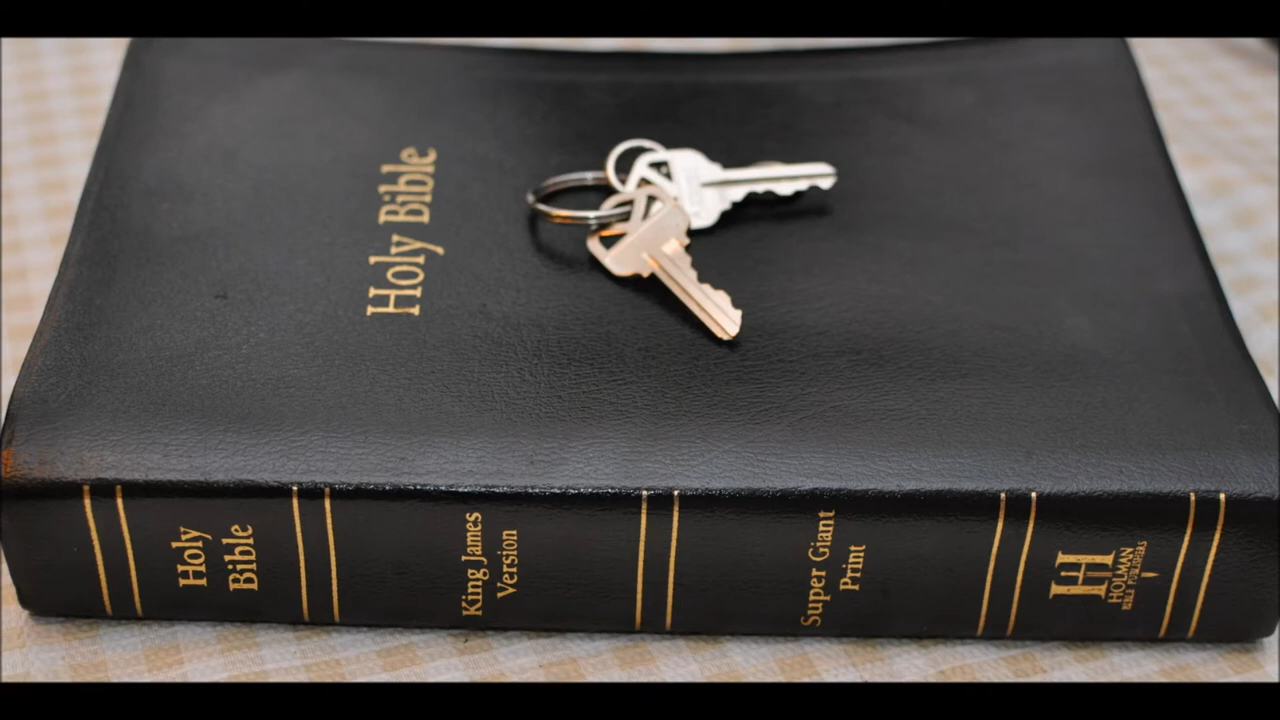 Holy Bible
Holy
Bible
King James
Version
Super Giant
Print
HOLMAN
BIBLE PUBLISHERS